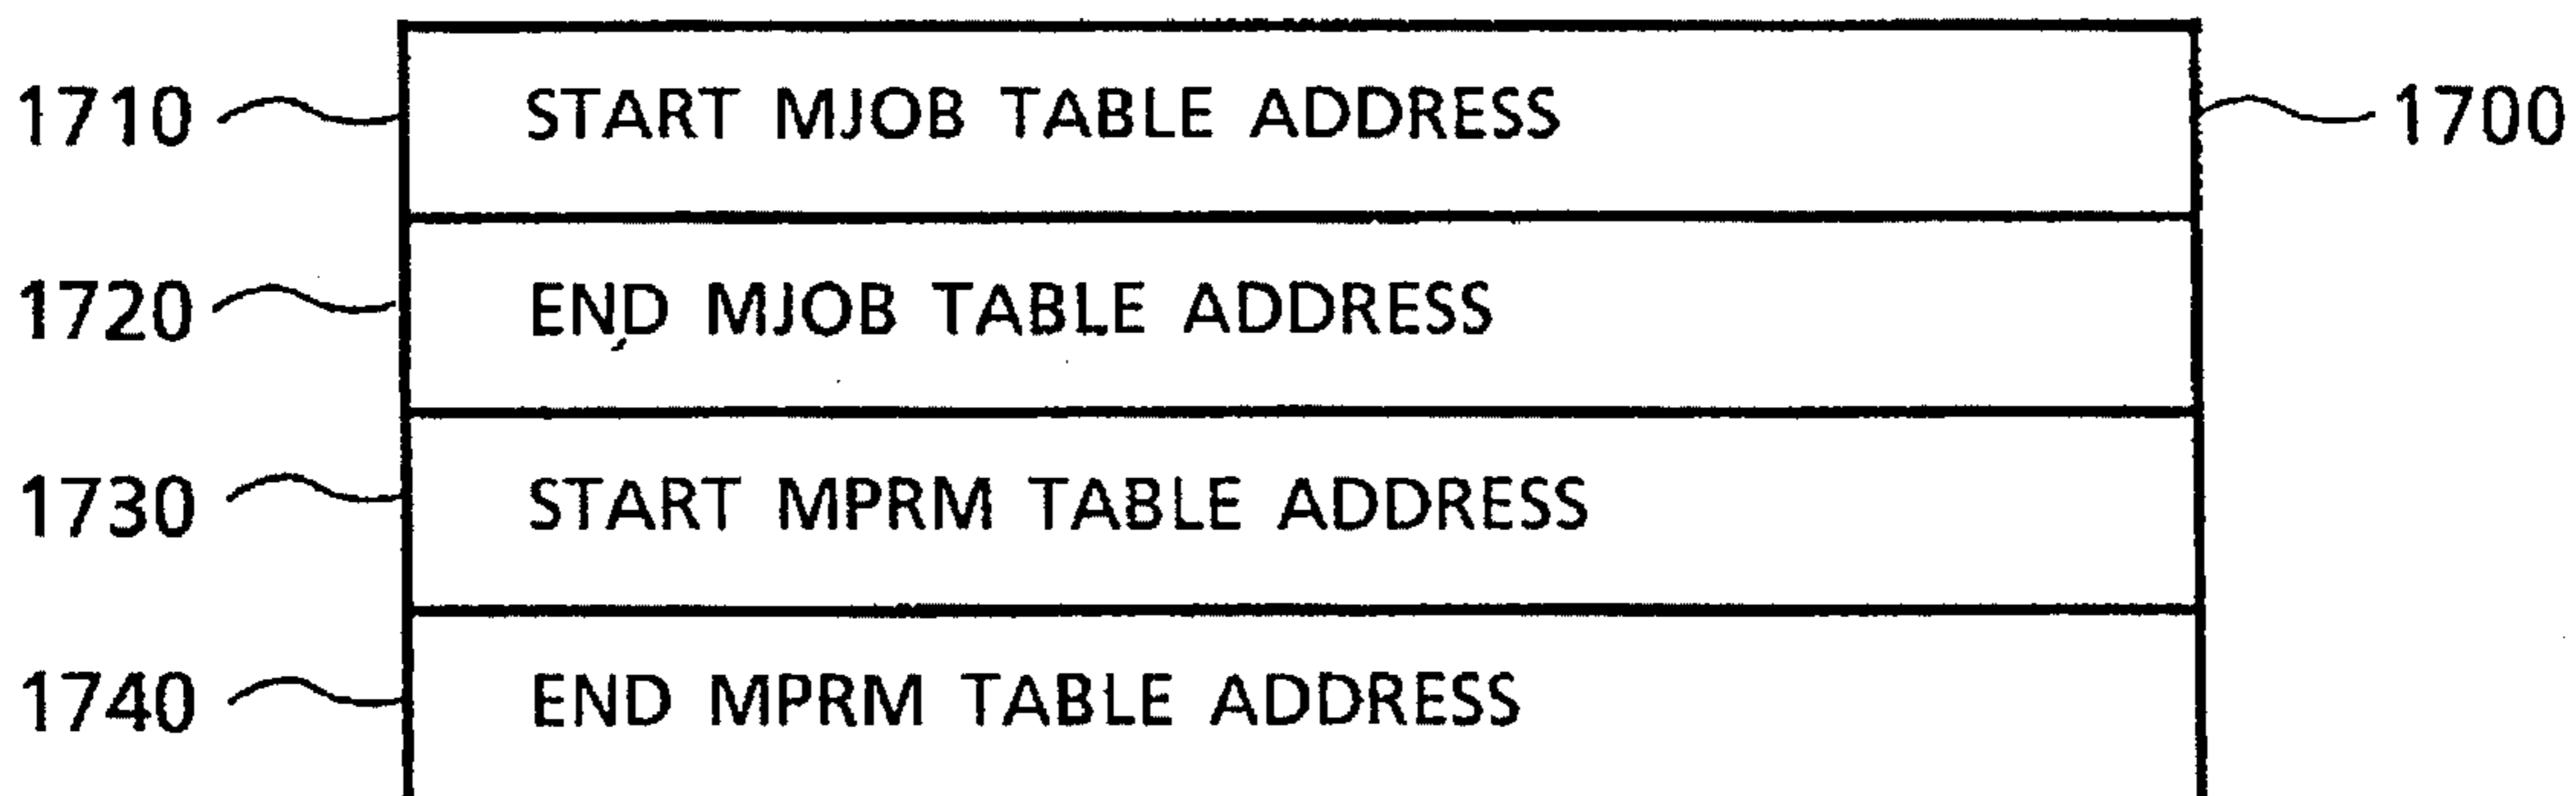 1710 START MJOB TABLE ADDRESS 1700
1720 END MJOB TABLE ADDRESS
1730 START MPRM TABLE ADDRESS
1740 END MPRM TABLE ADDRESS